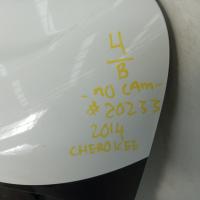 4
B
-NO CAM-
#20233
2014
CHEROKEE